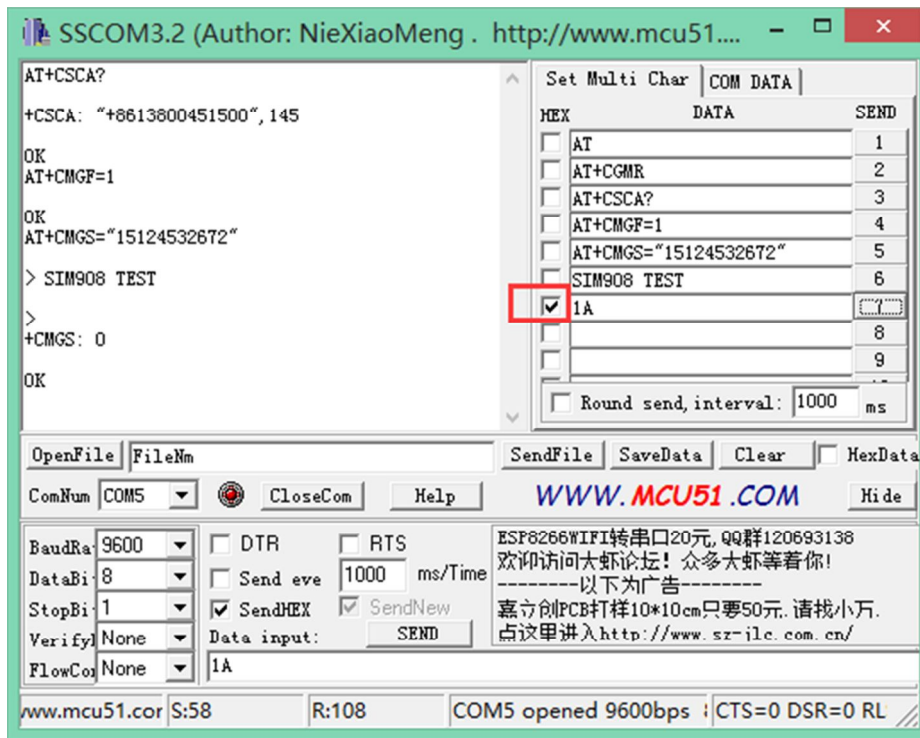 SSCOM3.2 (Author: NieXiaoMeng . http://www.mcu51....
AT+CSCA?
+CSCA: "+8613800451500",145
OK
AT+CMGF=1
OK
AT+CMGS="15124532672"
> SIM908 TEST
>
+CMGS: 0
OK
Set Multi Char COM DATA
HEX DATA SEND
AT 1
AT+CGMR 2
AT+CSCA? 3
AT+CMGF=1 4
AT+CMGS="15124532672" 5
SIM908 TEST 6
1A 7
8
9
Round send,interval: 1000 ms
OpenFile FileNm SendFile SaveData Clear HexData
ComNum COM5 CloseCom Help WWW.MCU51.COM Hide
BaudRa 9600 DTR RTS
DataBi 8 Send eve 1000 ms/Time
StopBi 1 SendHEX SendNew
Verify None Data input: SEND
FlowCo None 1A
ESP8266WIFI转串口20元,QQ群120693138
欢迎访问大虾论坛! 众多大虾等着你!
--------以下为广告--------
嘉立创PCB打样10*10cm只要50元.请找小万.
点这里进入http://www.sz-jlc.com.cn/
www.mcu51.cor S:58 R:108 COM5 opened 9600bps CTS=0 DSR=0 RL